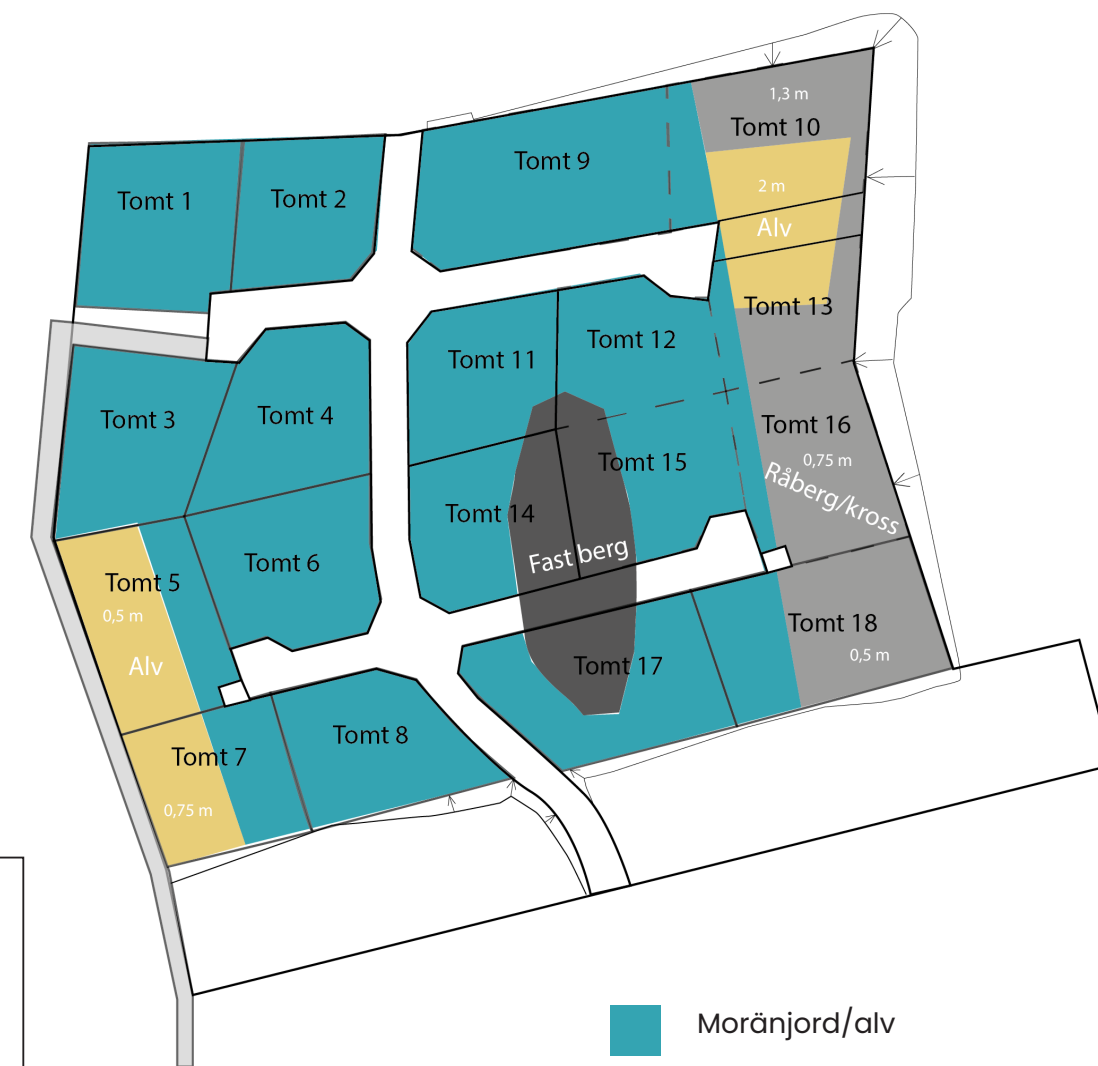 1,3 m
Tomt 10
Tomt 9
2 m
Tomt 1
Tomt 2
Alv
Tomt 13
Tomt 12
Tomt 11
Tomt 3
Tomt 4
Tomt 16
0,75 m
Råberg/kross
Tomt 15
Tomt 14
Fast berg
Tomt 6
Tomt 5
0,5 m
Alv
Tomt 18
0,5 m
Tomt 17
Tomt 8
Tomt 7
0,75 m
Moränjord/alv